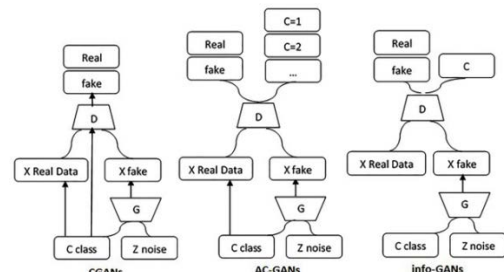 Real
fake
D
X Real Data
X fake
G
C class
Z noise
CGANs
Real
fake
C=1
C=2
...
D
X Real Data
X fake
G
C class
Z noise
AC-GANs
Real
fake
C
D
X Real Data
X fake
G
C class
Z noise
info-GANs